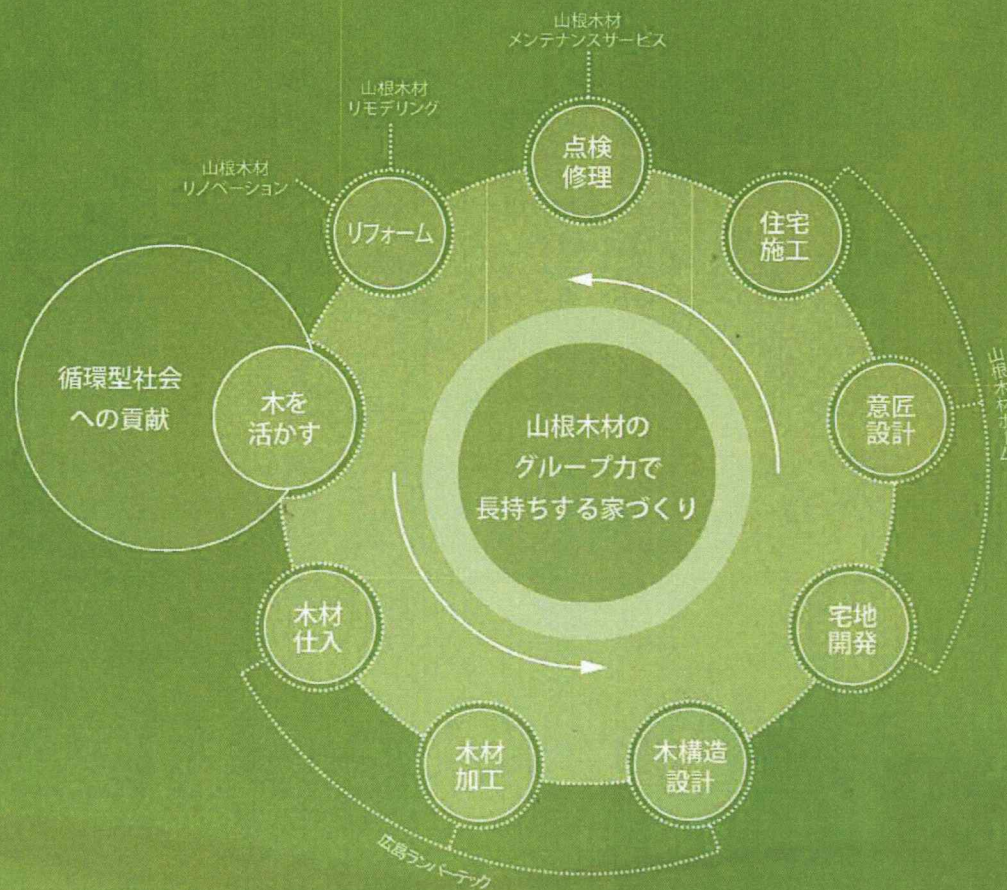 山根木材
メンテナンスサービス
山根木材
リモデリング
山根木材
リノベーション
点検
修理
住宅
施工
リフォーム
循環型社会
への貢献
木を
活かす
意匠
設計
山根木材の
グループ力で
長持ちする家づくり
木材
仕入
宅地
開発
木材
加工
木構造
設計
広島ランバーテック